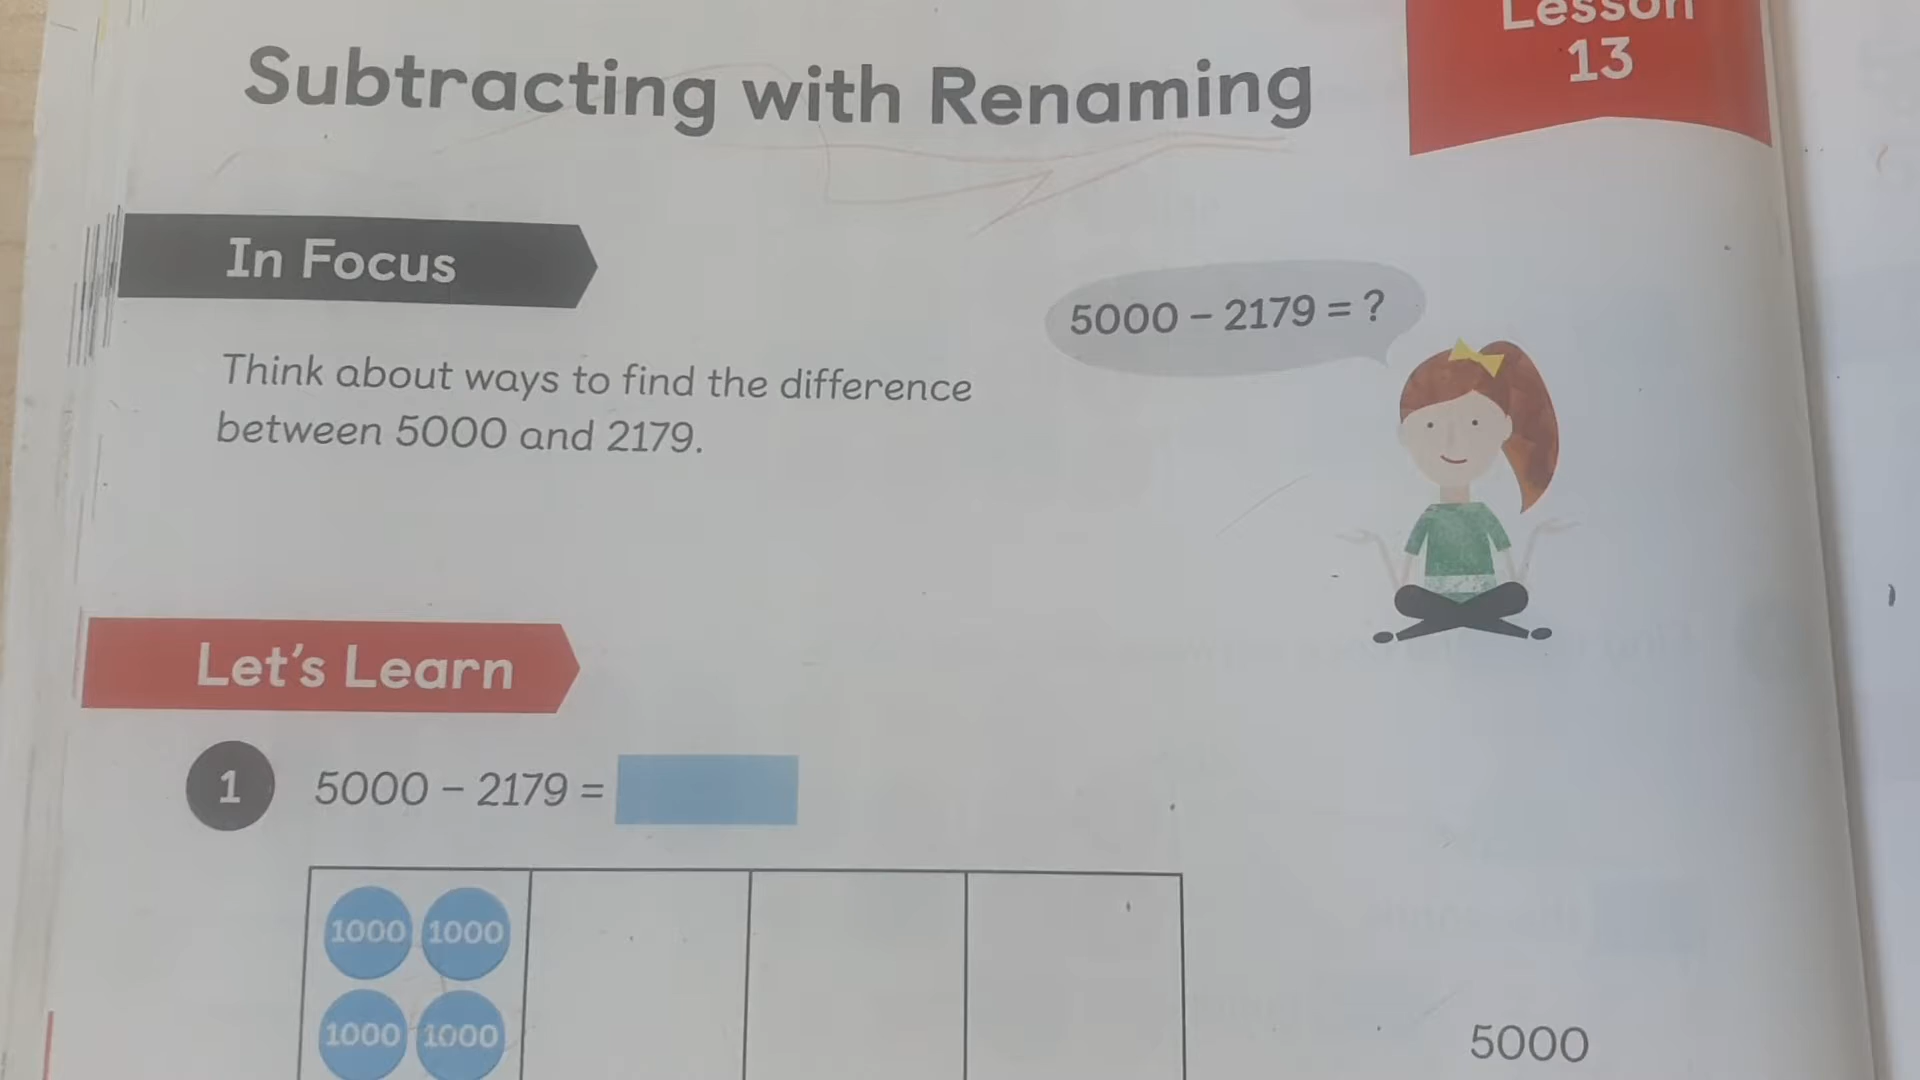 Lesson
13
Subtracting with Renaming
In Focus
5000 – 2179 = ?
Think about ways to find the difference
between 5000 and 2179.
Let's Learn
1 5000 – 2179 =
1000 1000
1000 1000
5000